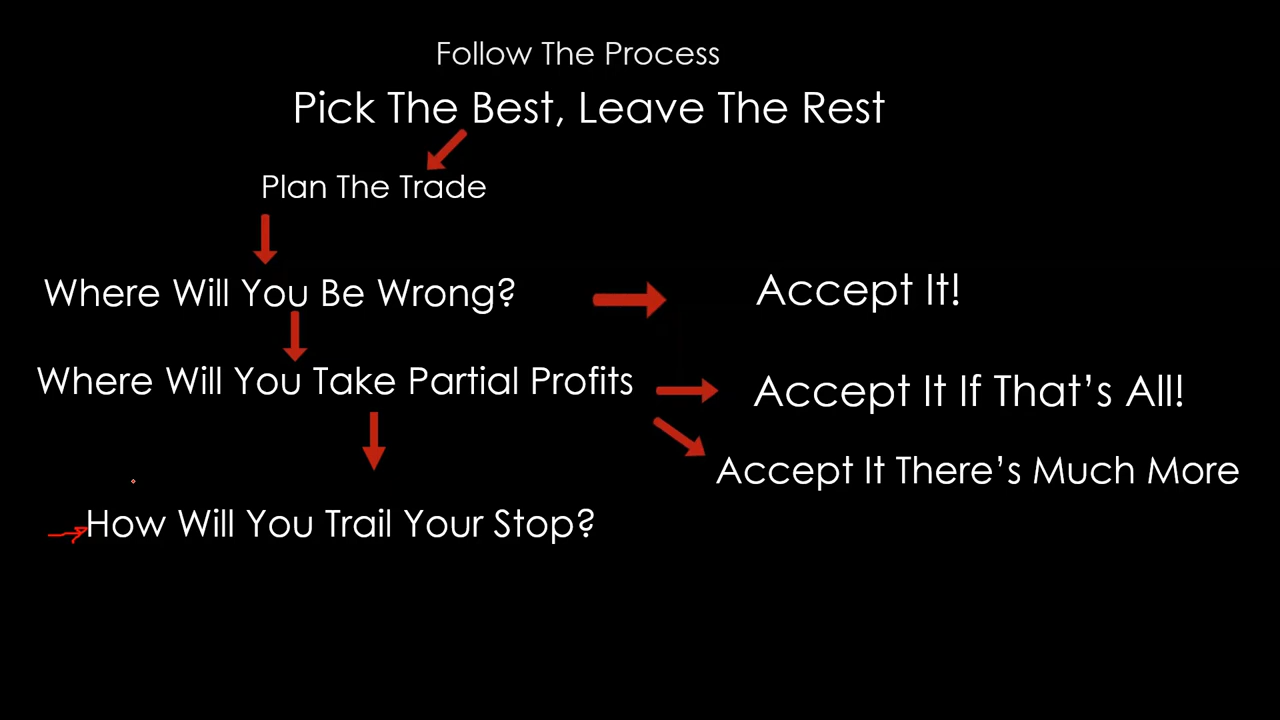 Follow The Process
Pick The Best, Leave The Rest
Plan The Trade
Where Will You Be Wrong?
Accept It!
Where Will You Take Partial Profits
Accept It If That's All!
Accept It There's Much More
How Will You Trail Your Stop?